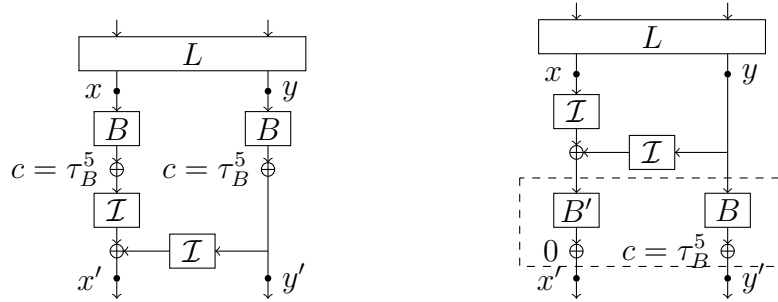 L
x y
B B
c = τ_B^5 c = τ_B^5
𝓘
𝓘
x′ y′
L
x y
𝓘
𝓘
B′ B
0 c = τ_B^5
x′ y′